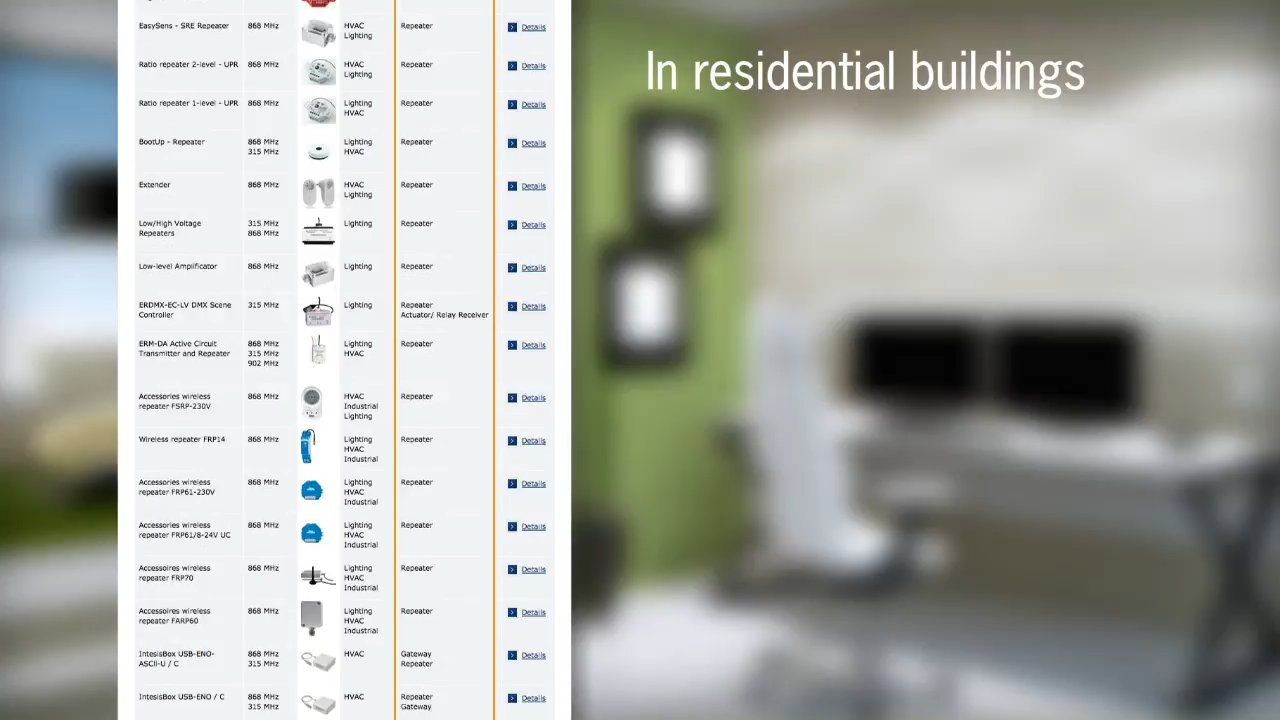 In residential buildings
EasySens - SRE Repeater 868 MHz HVAC Repeater Details
Lighting
Ratio repeater 2-level - UPR 868 MHz HVAC Repeater Details
Lighting
Ratio repeater 1-level - UPR 868 MHz Lighting Repeater Details
HVAC
BootUp - Repeater 868 MHz Lighting Repeater Details
315 MHz HVAC
Extender 868 MHz HVAC Repeater Details
Lighting
Low/High Voltage 315 MHz Lighting Repeater Details
Repeaters 868 MHz
Low-level Amplificator 868 MHz Lighting Repeater Details
ERDMX-EC-LV DMX Scene 315 MHz Lighting Repeater Details
Controller Actuator/ Relay Receiver
ERM-DA Active Circuit 868 MHz Lighting Repeater Details
Transmitter and Repeater 315 MHz HVAC
902 MHz
Accessories wireless 868 MHz HVAC Repeater Details
repeater FSRP-230V Industrial
Lighting
Wireless repeater FRP14 868 MHz Lighting Repeater Details
HVAC
Industrial
Accessories wireless 868 MHz Lighting Repeater Details
repeater FRP61-230V HVAC
Industrial
Accessories wireless 868 MHz Lighting Repeater Details
repeater FRP61/8-24V UC HVAC
Industrial
Accessoires wireless 868 MHz Lighting Repeater Details
repeater FRP70 HVAC
Industrial
Accessoires wireless 868 MHz Lighting Repeater Details
repeater FARP60 HVAC
Industrial
IntesisBox USB-ENO- 868 MHz HVAC Gateway Details
ASCII-U / C 315 MHz Repeater
IntesisBox USB-ENO / C 868 MHz HVAC Repeater Details
315 MHz Gateway